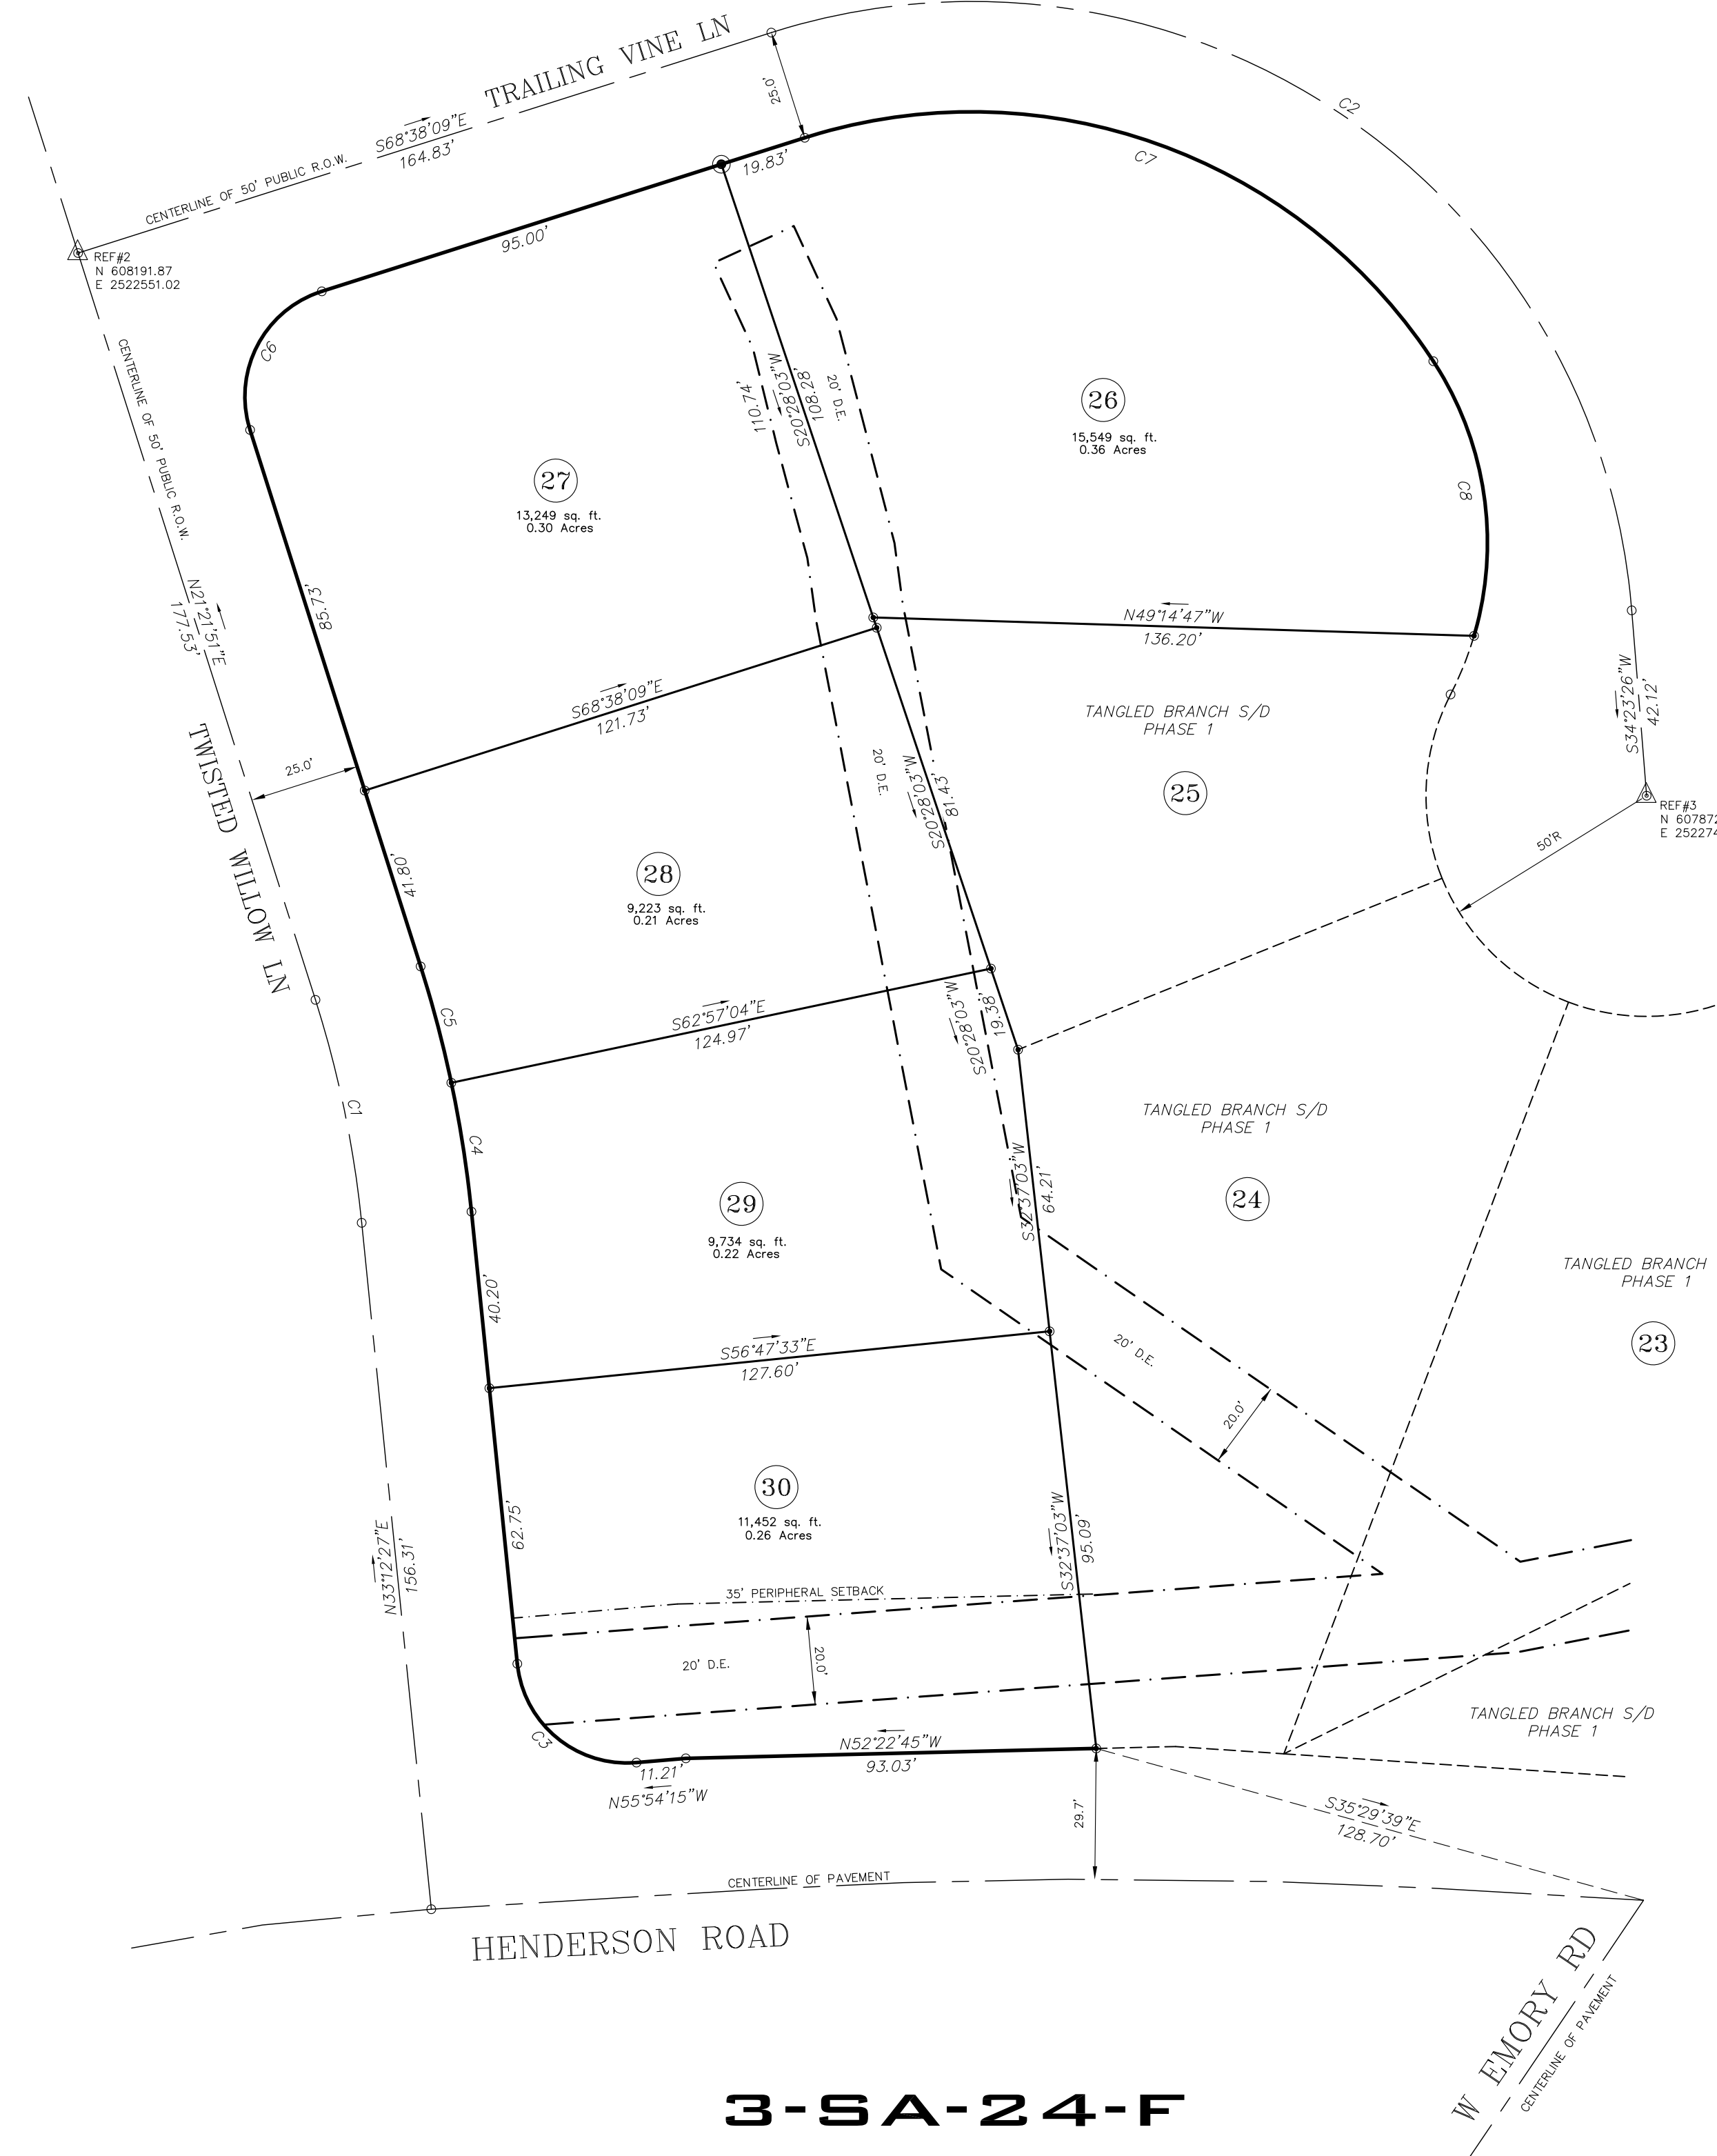 TRAILING VINE LN
25.0'
C2
S68°38'09"E
164.83'
CENTERLINE OF 50' PUBLIC R.O.W.
19.83'
C7
95.00'
REF#2
N 608191.87
E 2522551.02
C6
CENTERLINE OF 50' PUBLIC R.O.W.
110.74'
S20°28'03"W
108.28'
20' D.E.
26
15,549 sq. ft.
0.36 Acres
27
13,249 sq. ft.
0.30 Acres
C8
85.73'
N21°21'51"E
177.53'
N49°14'47"W
136.20'
S68°38'09"E
121.73'
TANGLED BRANCH S/D
PHASE 1
S34°23'26"W
42.12'
TWISTED WILLOW LN
25.0'
20' D.E.
S20°28'03"W
81.43'
25
REF#3
N 607872
E 252274
50'R
41.80'
28
9,223 sq. ft.
0.21 Acres
C5
S62°57'04"E
124.97'
S20°28'03"W
19.38'
C1
C4
TANGLED BRANCH S/D
PHASE 1
29
9,734 sq. ft.
0.22 Acres
S32°37'03"W
64.21'
24
TANGLED BRANCH
PHASE 1
40.20'
S56°47'33"E
127.60'
20' D.E.
23
20.0'
30
11,452 sq. ft.
0.26 Acres
62.75'
S32°37'03"W
95.09'
N33°12'27"E
156.31'
35' PERIPHERAL SETBACK
20' D.E.
20.0'
C3
N52°22'45"W
93.03'
11.21'
N55°54'15"W
TANGLED BRANCH S/D
PHASE 1
29.7'
S35°29'39"E
128.70'
CENTERLINE OF PAVEMENT
HENDERSON ROAD
W EMORY RD
CENTERLINE OF PAVEMENT
3-SA-24-F